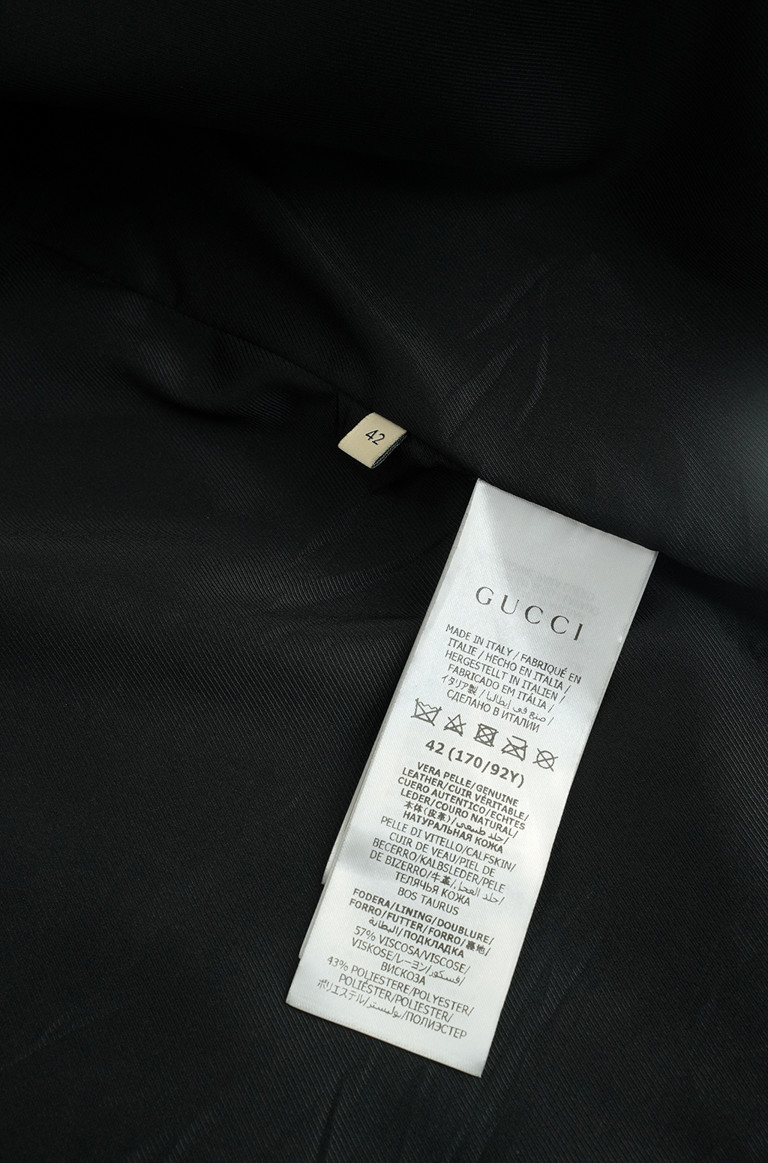 42
GUCCI
MADE IN ITALY / FABRIQUÉ EN
ITALIE / HECHO EN ITALIA /
HERGESTELLT IN ITALIEN /
FABRICADO EM ITÁLIA /
イタリア製 / صنع في إيطاليا /
СДЕЛАНО В ИТАЛИИ
42 (170/92Y)
VERA PELLE/GENUINE
LEATHER/CUIR VÉRITABLE/
CUERO AUTENTICO/ECHTES
LEDER/COURO NATURAL/
本体(皮革)/جلد طبيعي/
НАТУРАЛЬНАЯ КОЖА
PELLE DI VITELLO/CALFSKIN/
CUIR DE VEAU/PIEL DE
BECERRO/KALBSLEDER/PELE
DE BIZERRO/牛革/جلد العجل/
ТЕЛЯЧЬЯ КОЖА
BOS TAURUS
FODERA/LINING/DOUBLURE/
FORRO/FUTTER/FORRO/裏地/
البطانة/ПОДКЛАДКА
57% VISCOSA/VISCOSE/
VISKOSE/レーヨン/فسكوز/
ВИСКОЗА
43% POLIESTERE/POLYESTER/
POLIÉSTER/POLIESTER/
ポリエステル/بوليستر/ПОЛИЭСТЕР